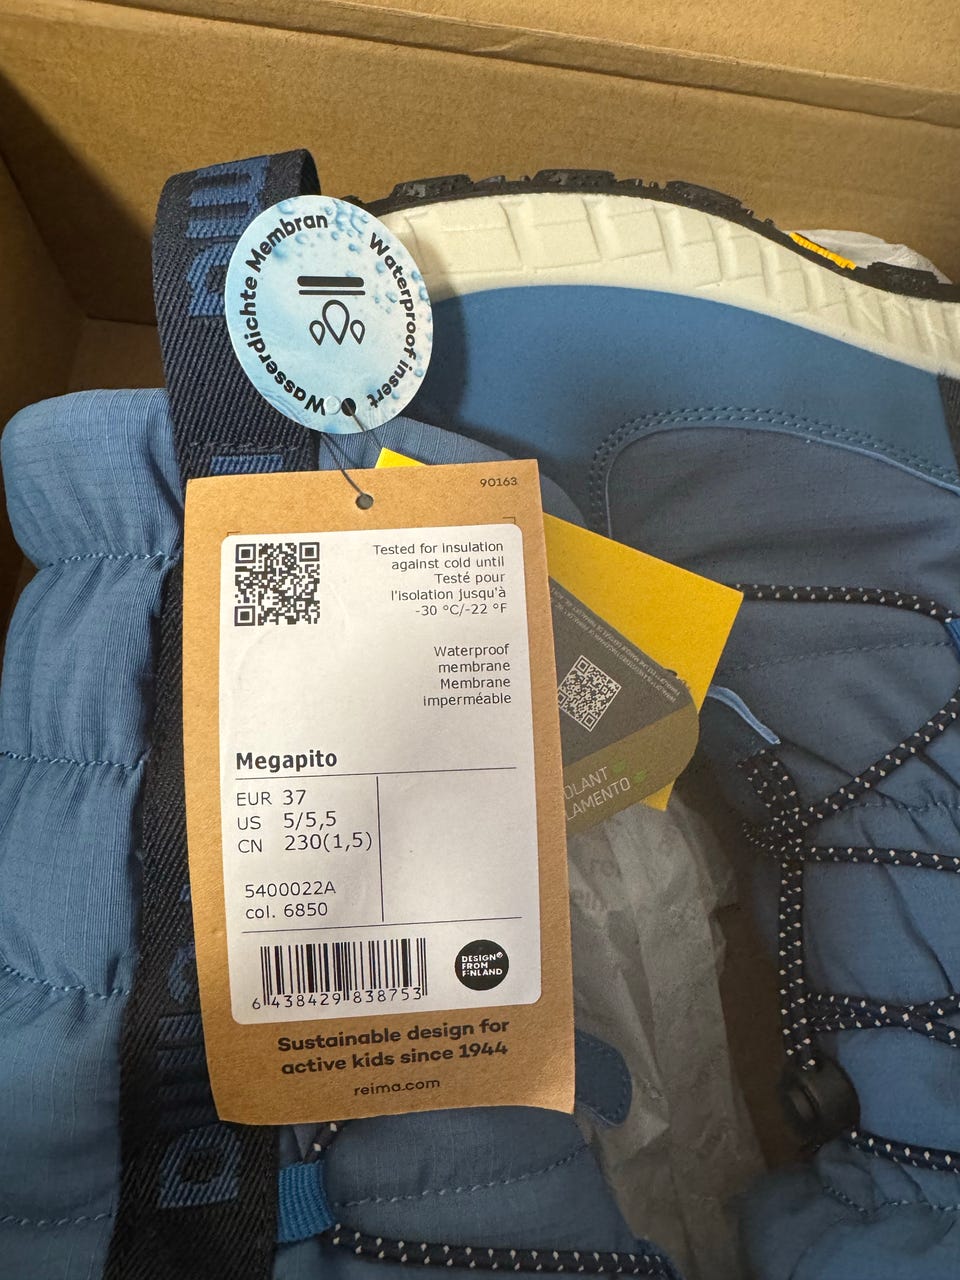 Wasserdichte Membran
Waterproof insert
90163
Tested for insulation
against cold until
Testé pour
l'isolation jusqu'à
-30 °C/-22 °F
Waterproof
membrane
Membrane
imperméable
Megapito
EUR 37
US 5/5,5
CN 230(1,5)
5400022A
col. 6850
6 438429 838753
DESIGN
FROM
FINLAND
Sustainable design for
active kids since 1944
reima.com